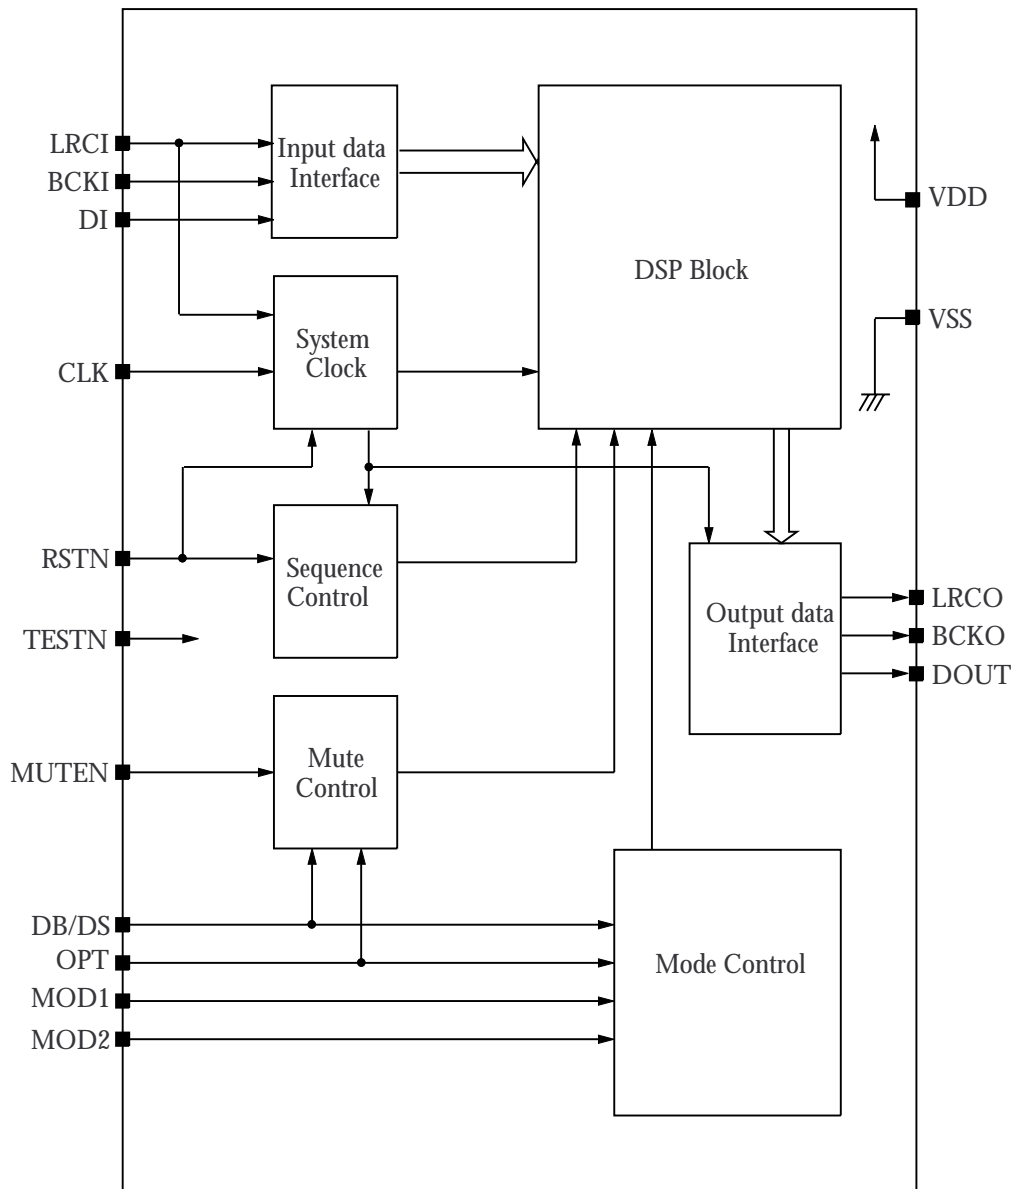 LRCI
BCKI
DI
Input data
Interface
DSP Block
VDD
VSS
System
Clock
CLK
RSTN
Sequence
Control
TESTN
Output data
Interface
LRCO
BCKO
DOUT
MUTEN
Mute
Control
DB/DS
OPT
MOD1
MOD2
Mode Control